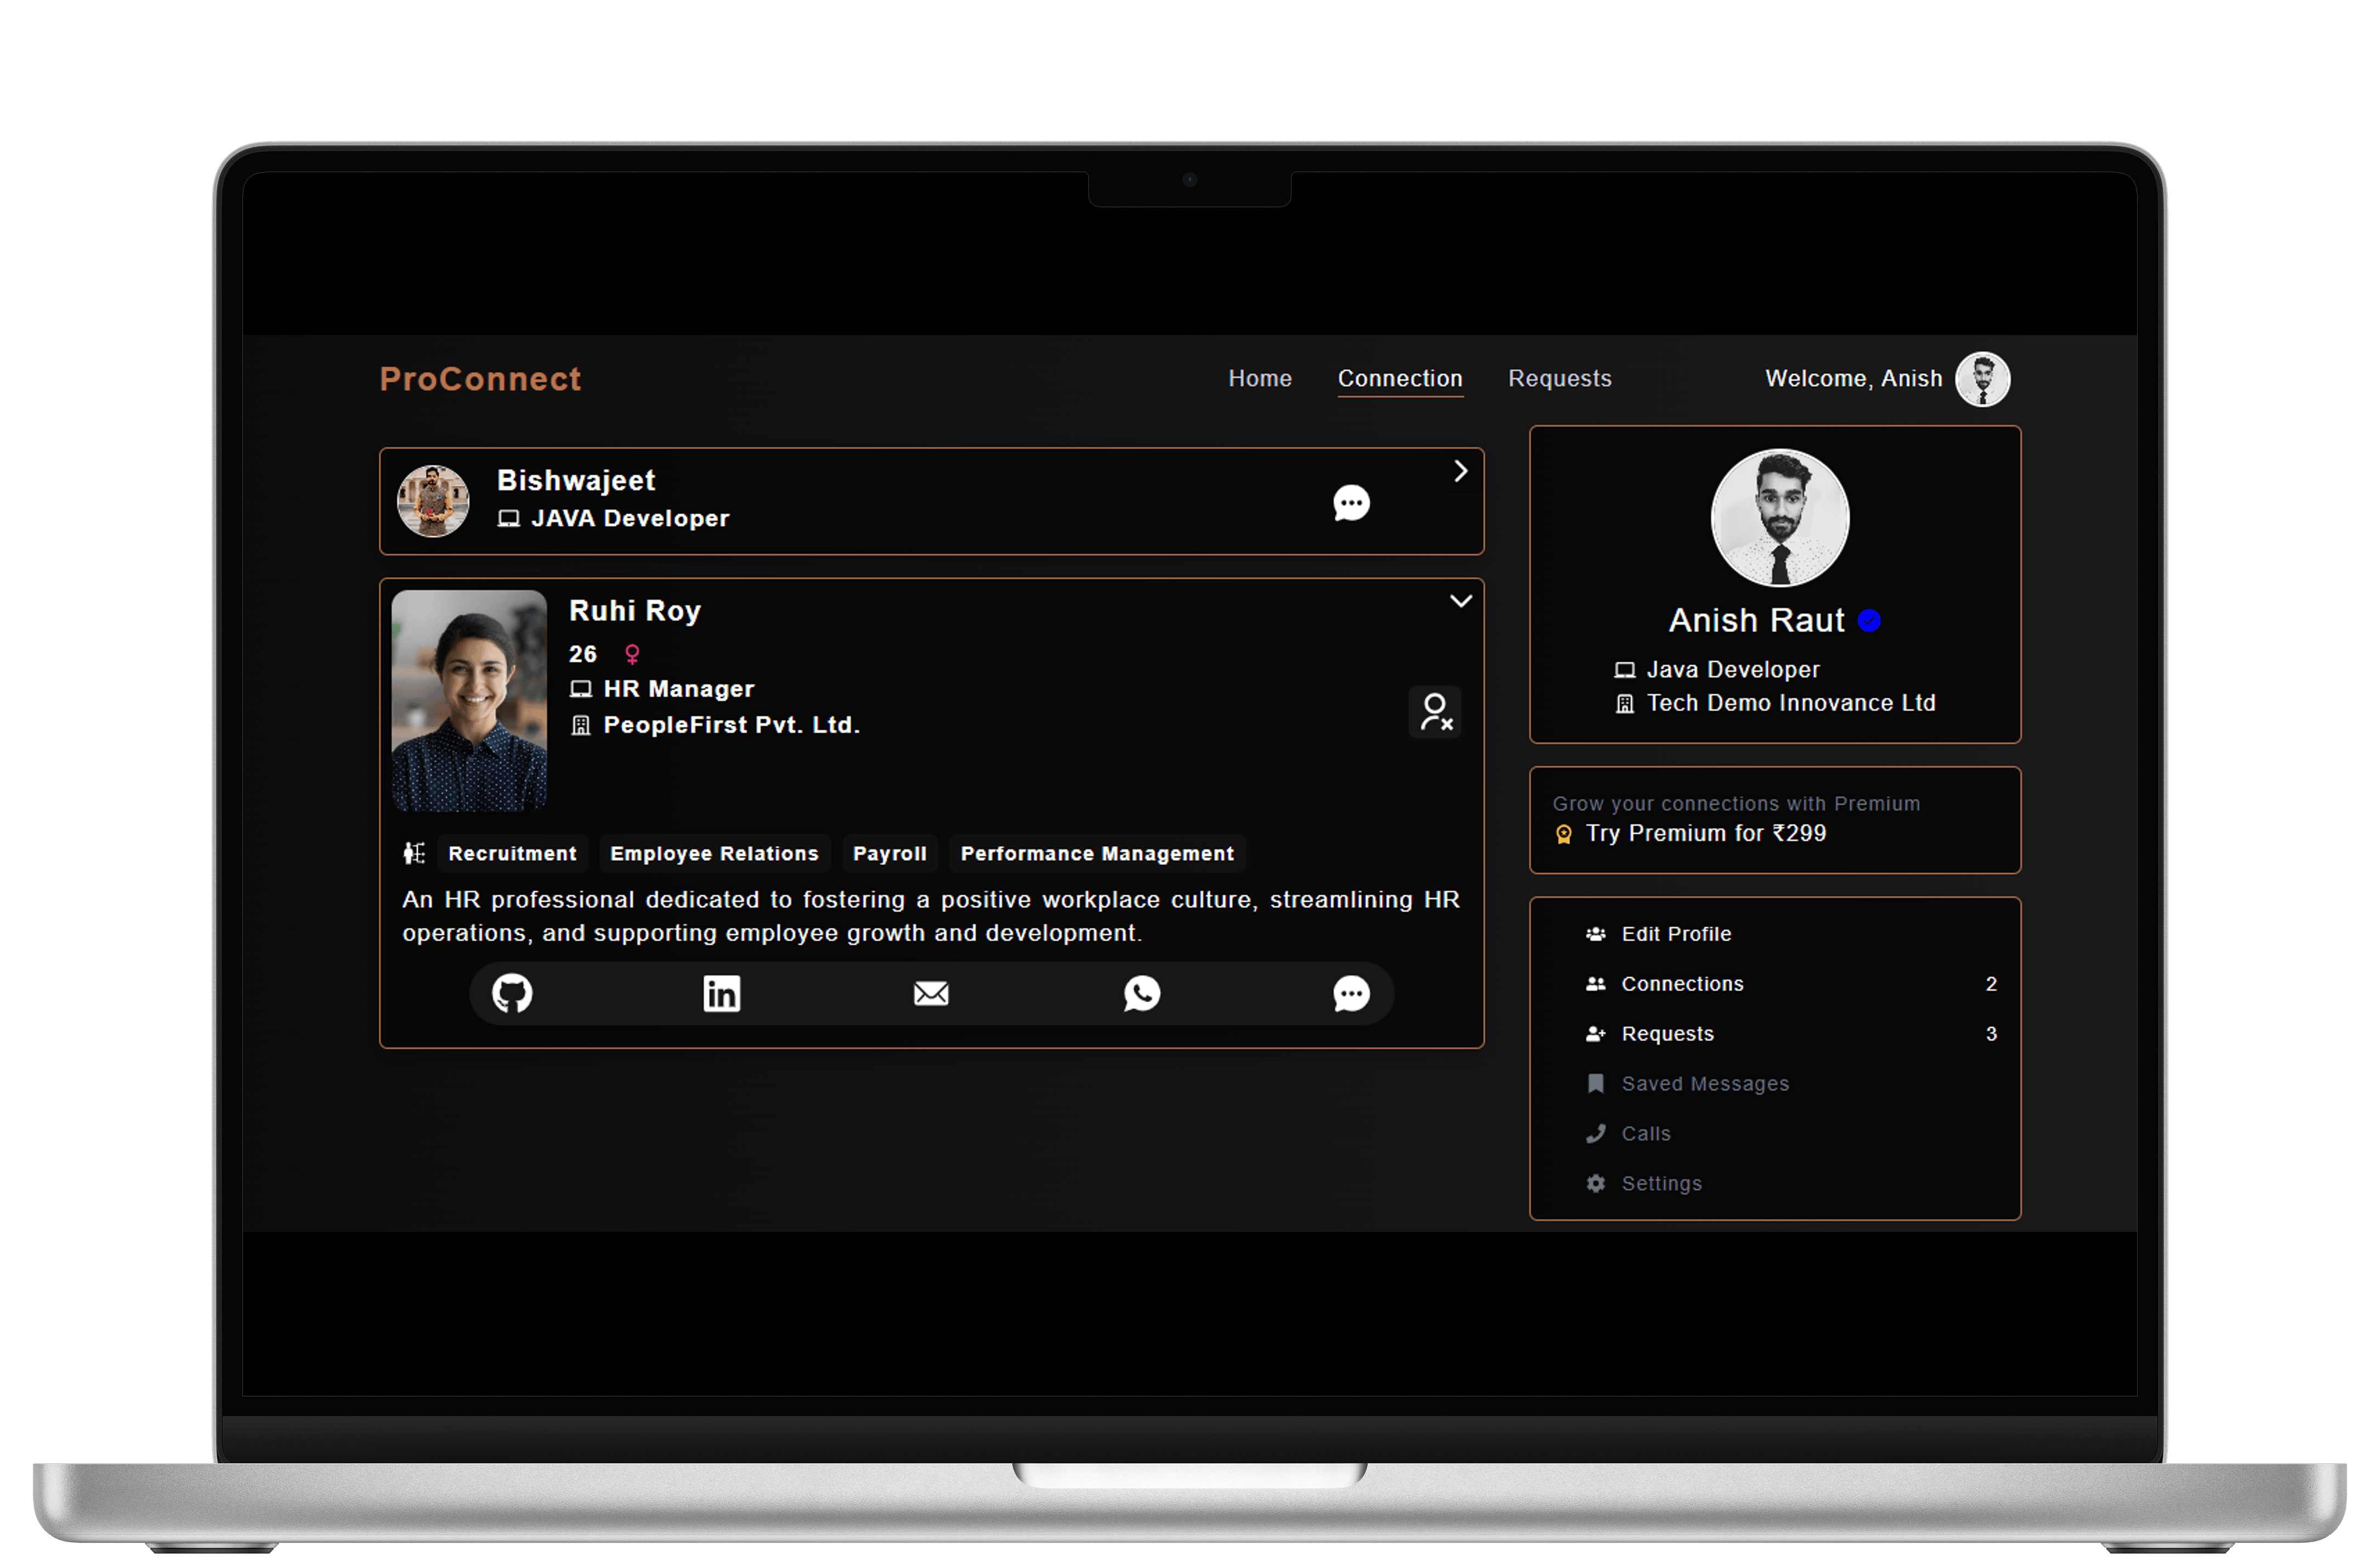 ProConnect
Home
Connection
Requests
Welcome, Anish
Bishwajeet
JAVA Developer
Ruhi Roy
26
HR Manager
PeopleFirst Pvt. Ltd.
Recruitment
Employee Relations
Payroll
Performance Management
An HR professional dedicated to fostering a positive workplace culture, streamlining HR
operations, and supporting employee growth and development.
in
Anish Raut
Java Developer
Tech Demo Innovance Ltd
Grow your connections with Premium
Try Premium for ₹299
Edit Profile
Connections 2
Requests 3
Saved Messages
Calls
Settings